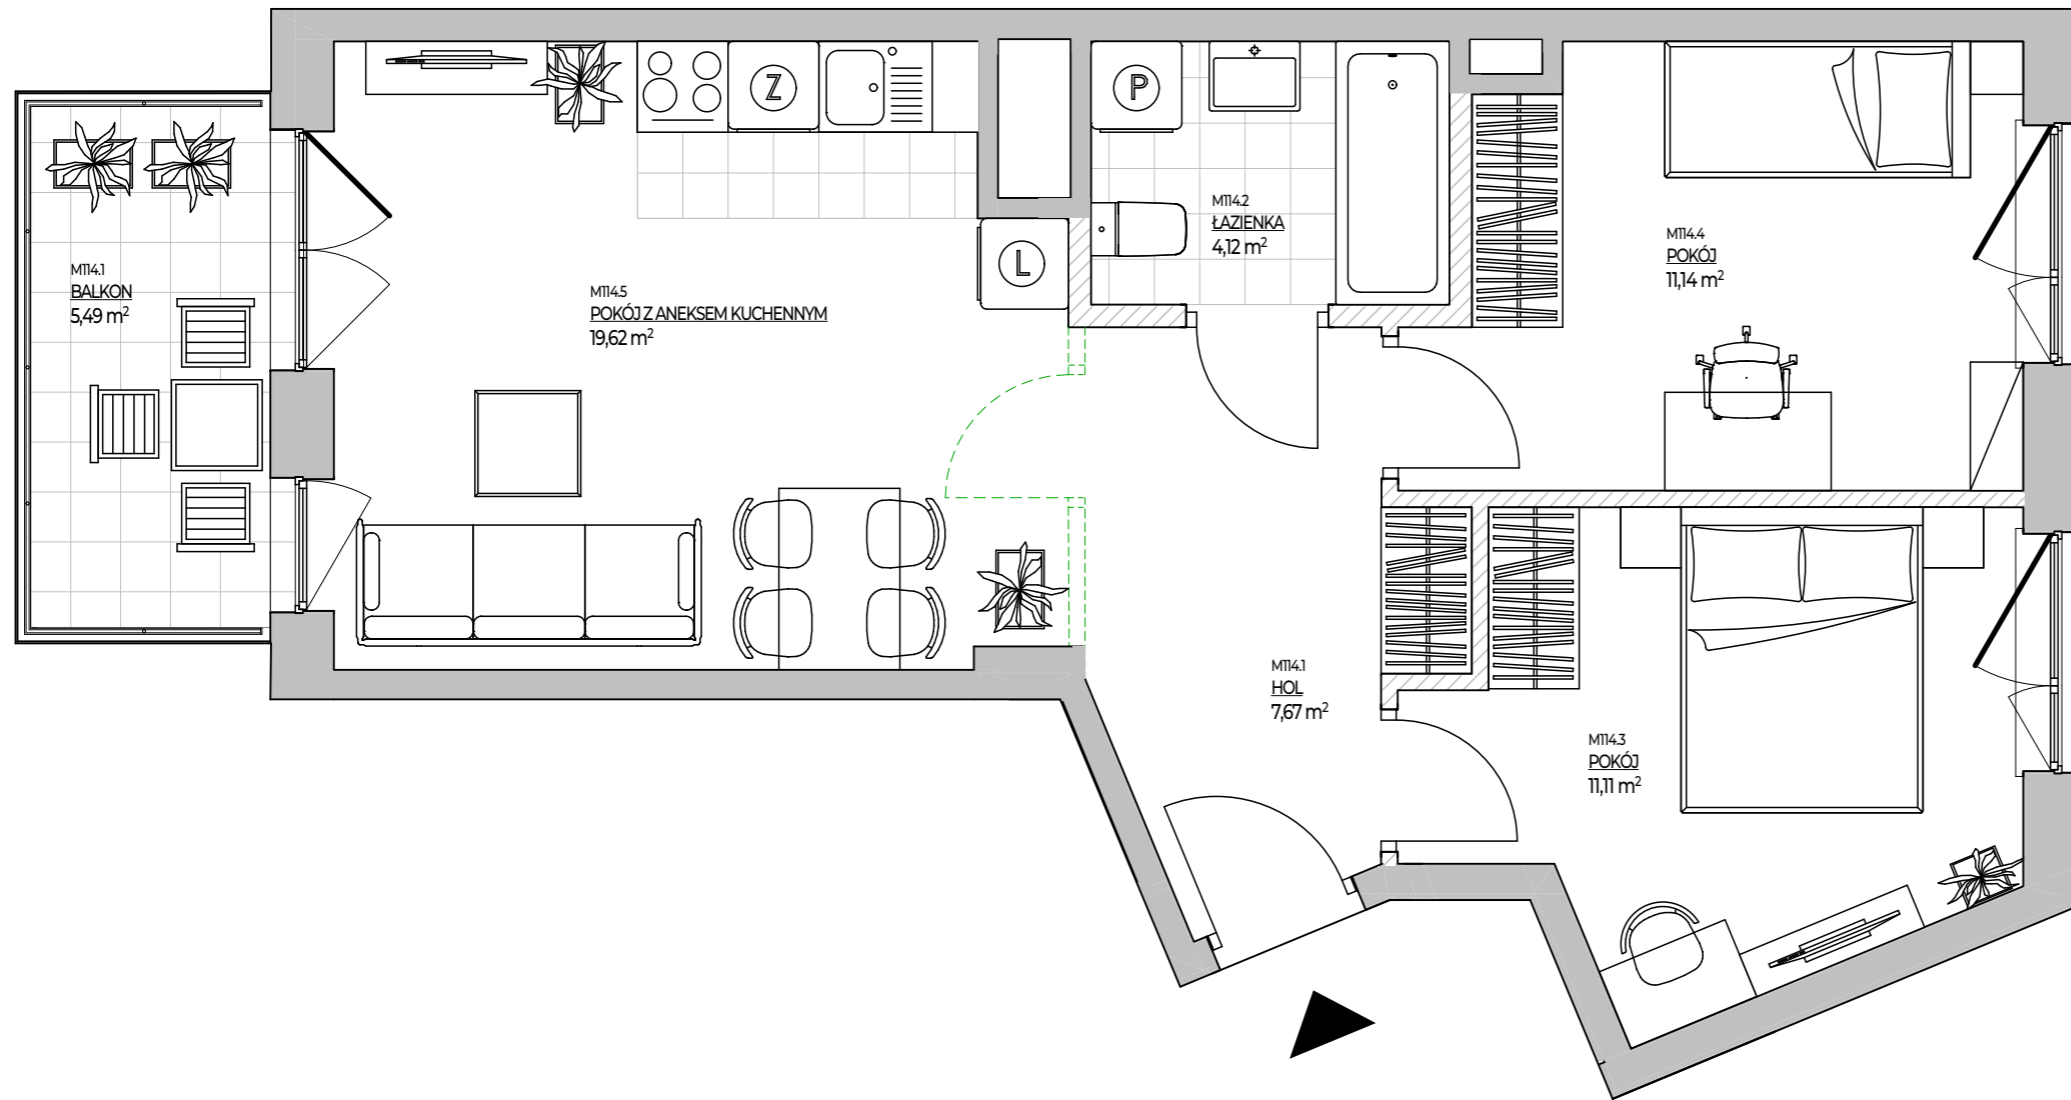 Z
P
L
M114.1
BALKON
5,49 m²
M114.5
POKÓJ Z ANEKSEM KUCHENNYM
19,62 m²
M114.2
ŁAZIENKA
4,12 m²
M114.4
POKÓJ
11,14 m²
M114.1
HOL
7,67 m²
M114.3
POKÓJ
11,11 m²